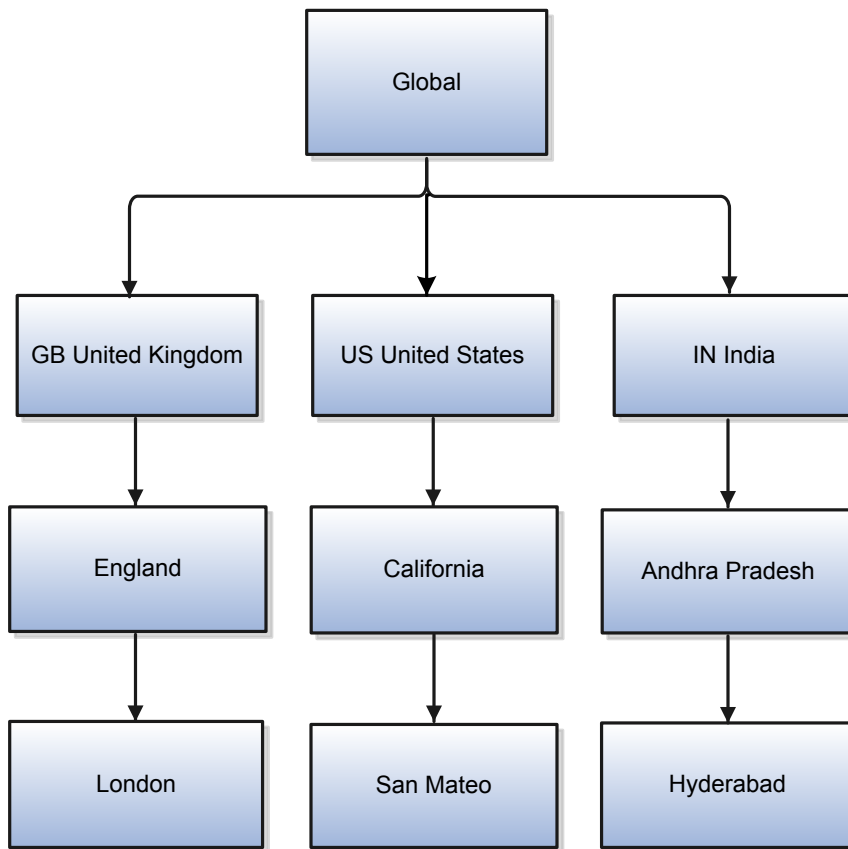 Global
GB United Kingdom
US United States
IN India
England
California
Andhra Pradesh
London
San Mateo
Hyderabad